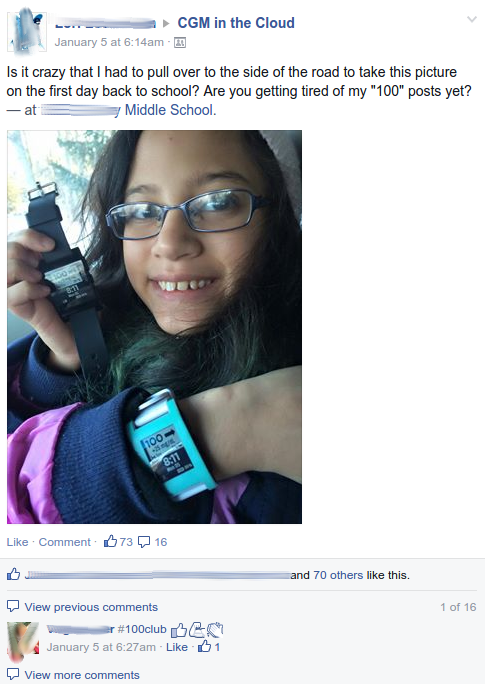 CGM in the Cloud
January 5 at 6:14am ·
Is it crazy that I had to pull over to the side of the road to take this picture
on the first day back to school? Are you getting tired of my "100" posts yet?
— at Middle School.
100
8:11
100
8:11
Like · Comment · 73 16
and 70 others like this.
View previous comments
1 of 16
#100club
January 5 at 6:27am · Like · 1
View more comments